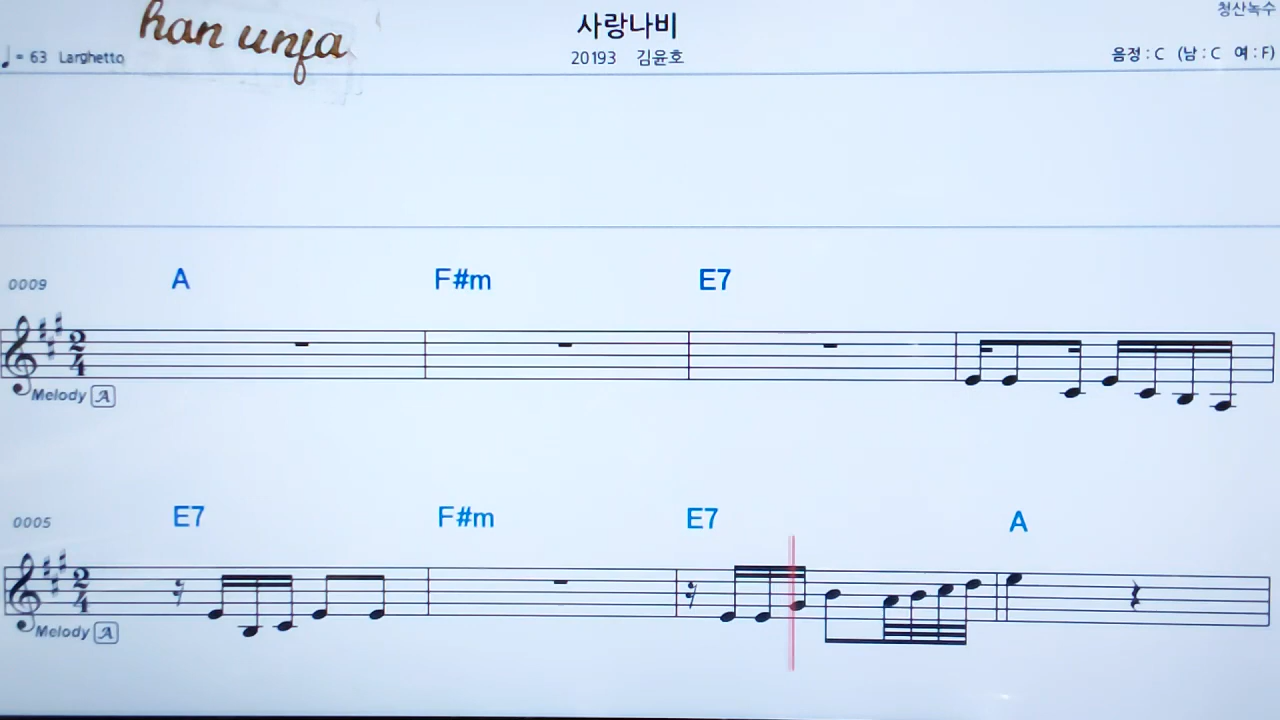 han unja
사랑나비
청산녹수
♩= 63 Larghetto
20193 김윤호
음정 : C (남 : C 여 : F)
A F#m E7
0009
2
4
Melody A
E7 F#m E7 A
0005
2
4
Melody A